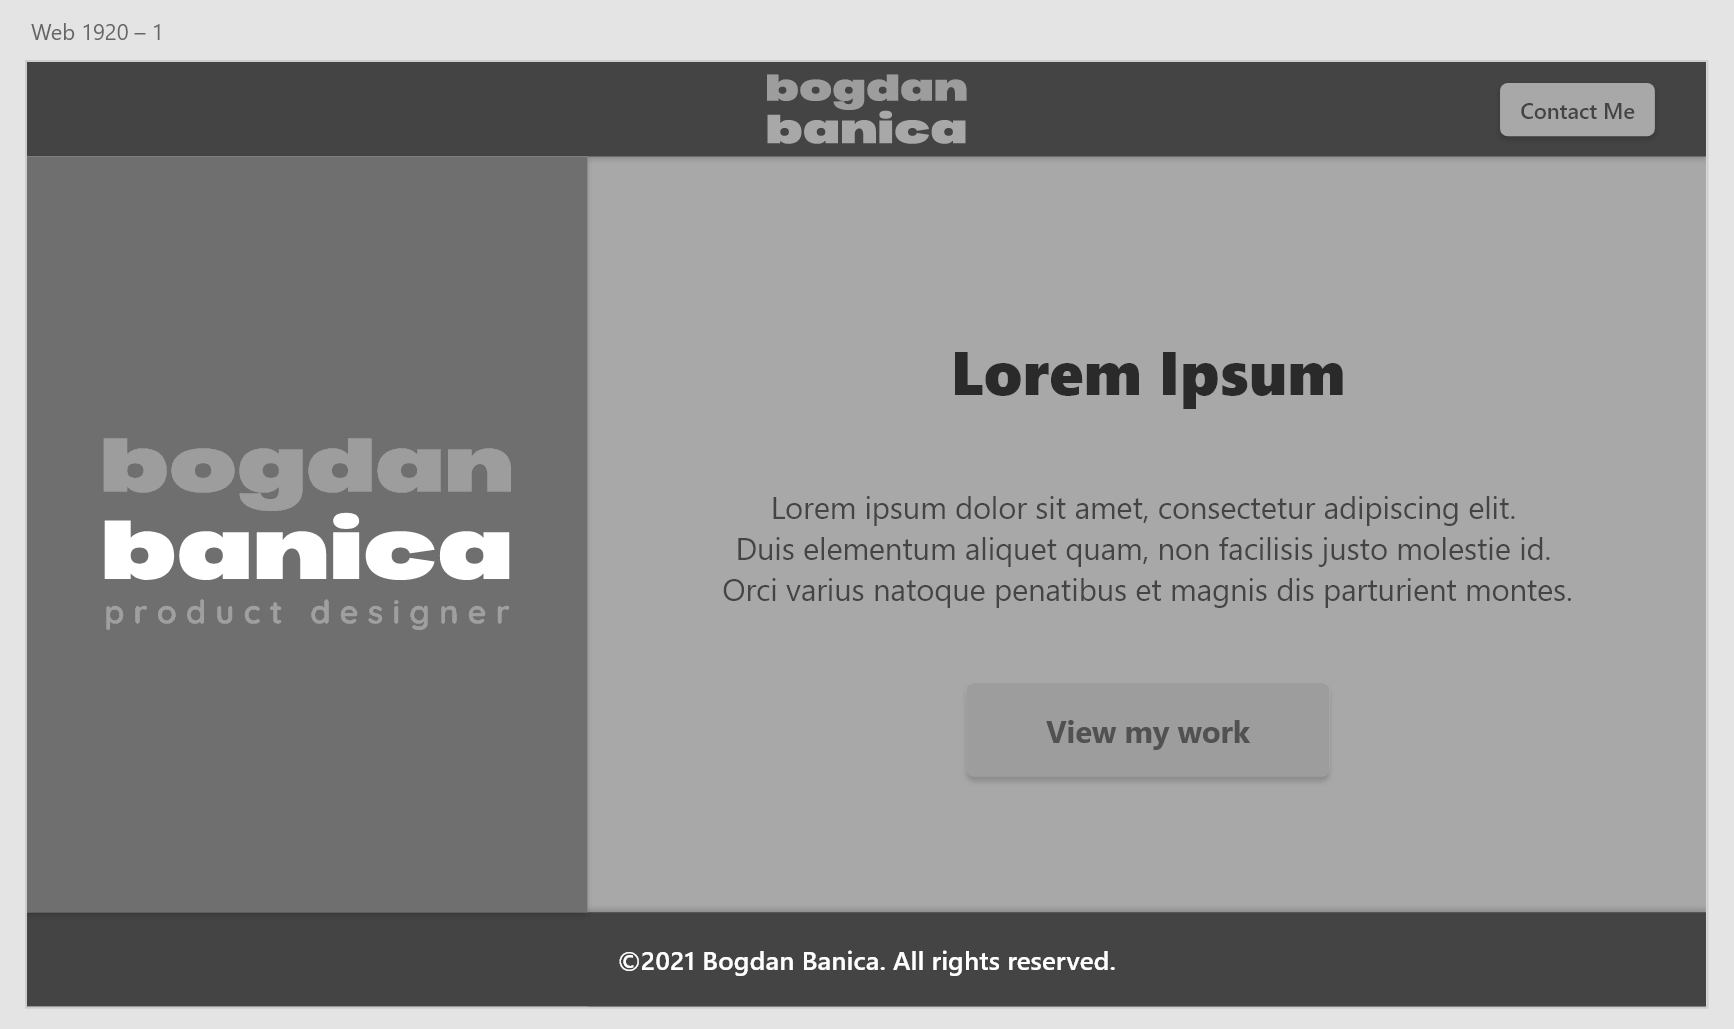 Web 1920 – 1
bogdan
banica
Contact Me
bogdan
banica
product designer
Lorem Ipsum
Lorem ipsum dolor sit amet, consectetur adipiscing elit.
Duis elementum aliquet quam, non facilisis justo molestie id.
Orci varius natoque penatibus et magnis dis parturient montes.
View my work
©2021 Bogdan Banica. All rights reserved.